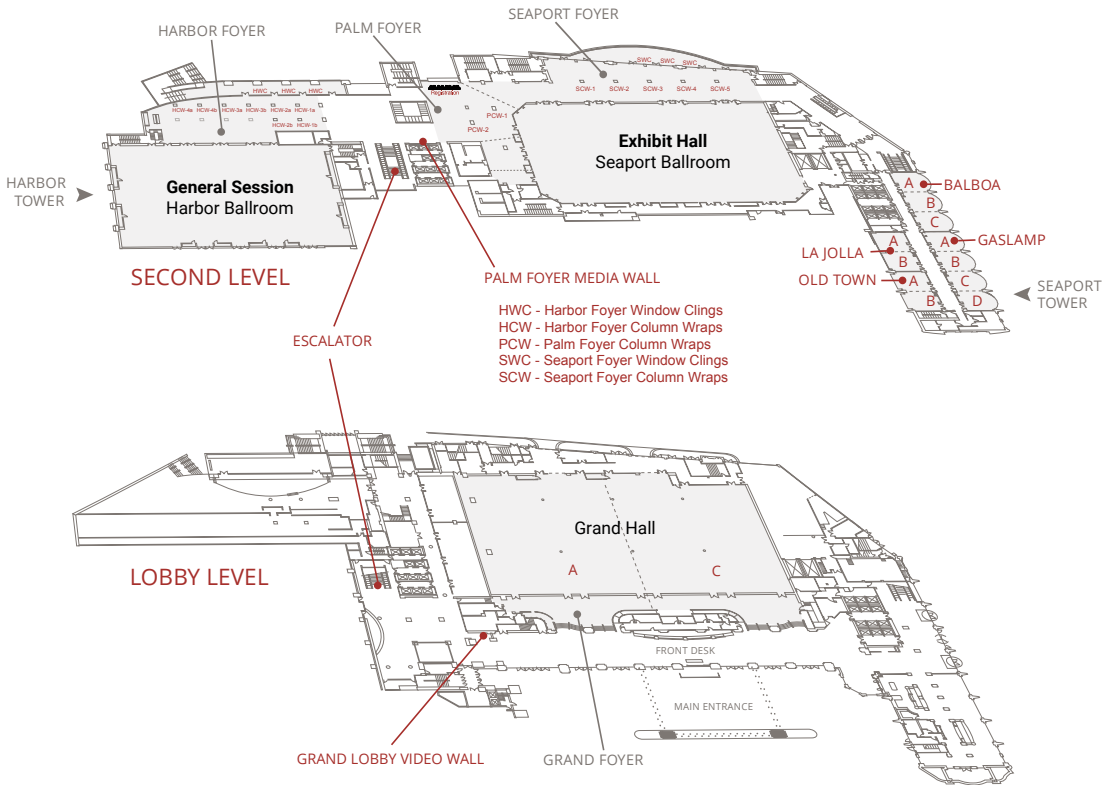 SEAPORT FOYER
HARBOR FOYER
PALM FOYER
SWC
SWC
SWC
HWC
HWC
HWC
Registration
SCW-1
SCW-2
SCW-3
SCW-4
SCW-5
HCW-4a
HCW-4b
HCW-3a
HCW-3b
HCW-2a
HCW-1a
HCW-2b
HCW-1b
PCW-1
PCW-2
Exhibit Hall
Seaport Ballroom
General Session
Harbor Ballroom
HARBOR
TOWER
A
BALBOA
B
C
A
GASLAMP
B
C
D
LA JOLLA
A
B
OLD TOWN
A
B
SEAPORT
TOWER
SECOND LEVEL
PALM FOYER MEDIA WALL
HWC - Harbor Foyer Window Clings
HCW - Harbor Foyer Column Wraps
PCW - Palm Foyer Column Wraps
SWC - Seaport Foyer Window Clings
SCW - Seaport Foyer Column Wraps
ESCALATOR
Grand Hall
A
C
LOBBY LEVEL
FRONT DESK
MAIN ENTRANCE
GRAND LOBBY VIDEO WALL
GRAND FOYER